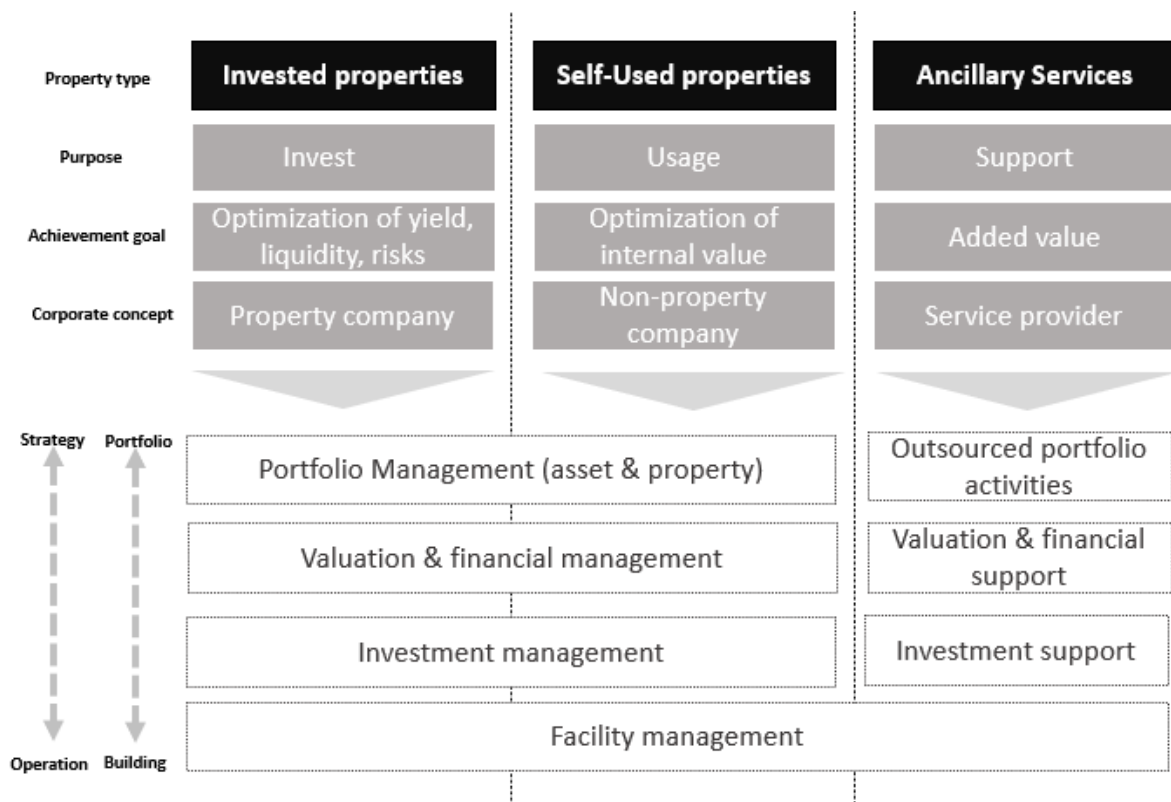 Property type
Invested properties
Self-Used properties
Ancillary Services
Purpose
Invest
Usage
Support
Achievement goal
Optimization of yield,
liquidity, risks
Optimization of
internal value
Added value
Corporate concept
Property company
Non-property
company
Service provider
Strategy
Portfolio
Portfolio Management (asset & property)
Outsourced portfolio
activities
Valuation & financial management
Valuation & financial
support
Investment management
Investment support
Facility management
Operation
Building